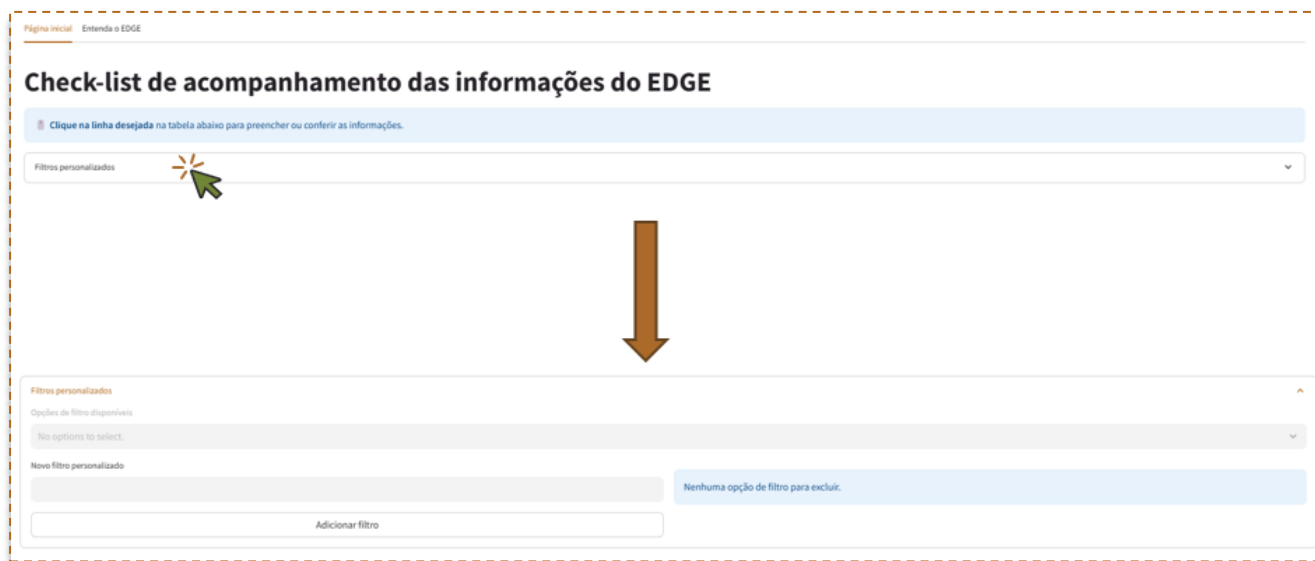 Página inicial Entenda o EDGE
Check-list de acompanhamento das informações do EDGE
Clique na linha desejada na tabela abaixo para preencher ou conferir as informações.
Filtros personalizados
Filtros personalizados
Opções de filtro disponíveis
No options to select.
Novo filtro personalizado
Nenhuma opção de filtro para excluir.
Adicionar filtro